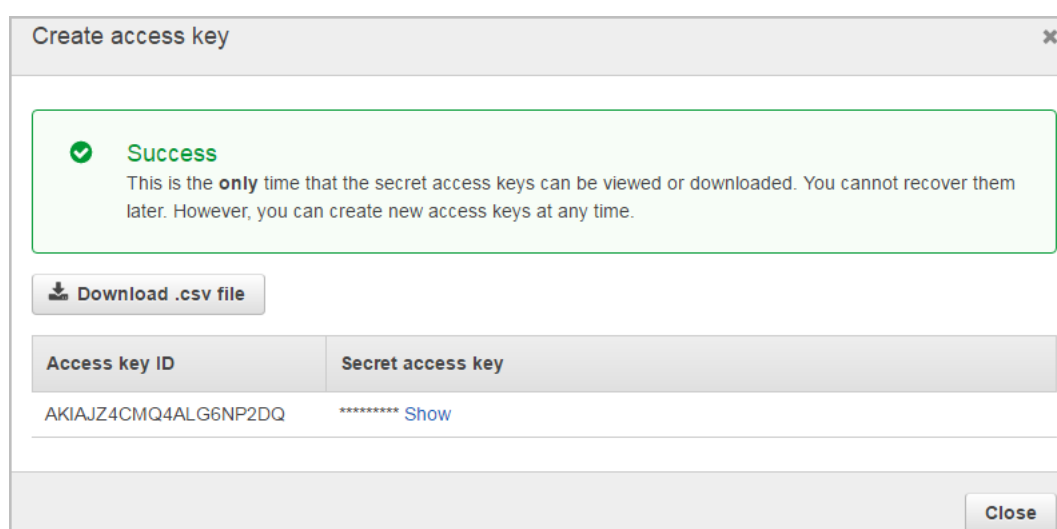 Create access key
Success
This is the only time that the secret access keys can be viewed or downloaded. You cannot recover them
later. However, you can create new access keys at any time.
Download .csv file
Access key ID Secret access key
AKIAJZ4CMQ4ALG6NP2DQ ********* Show
Close